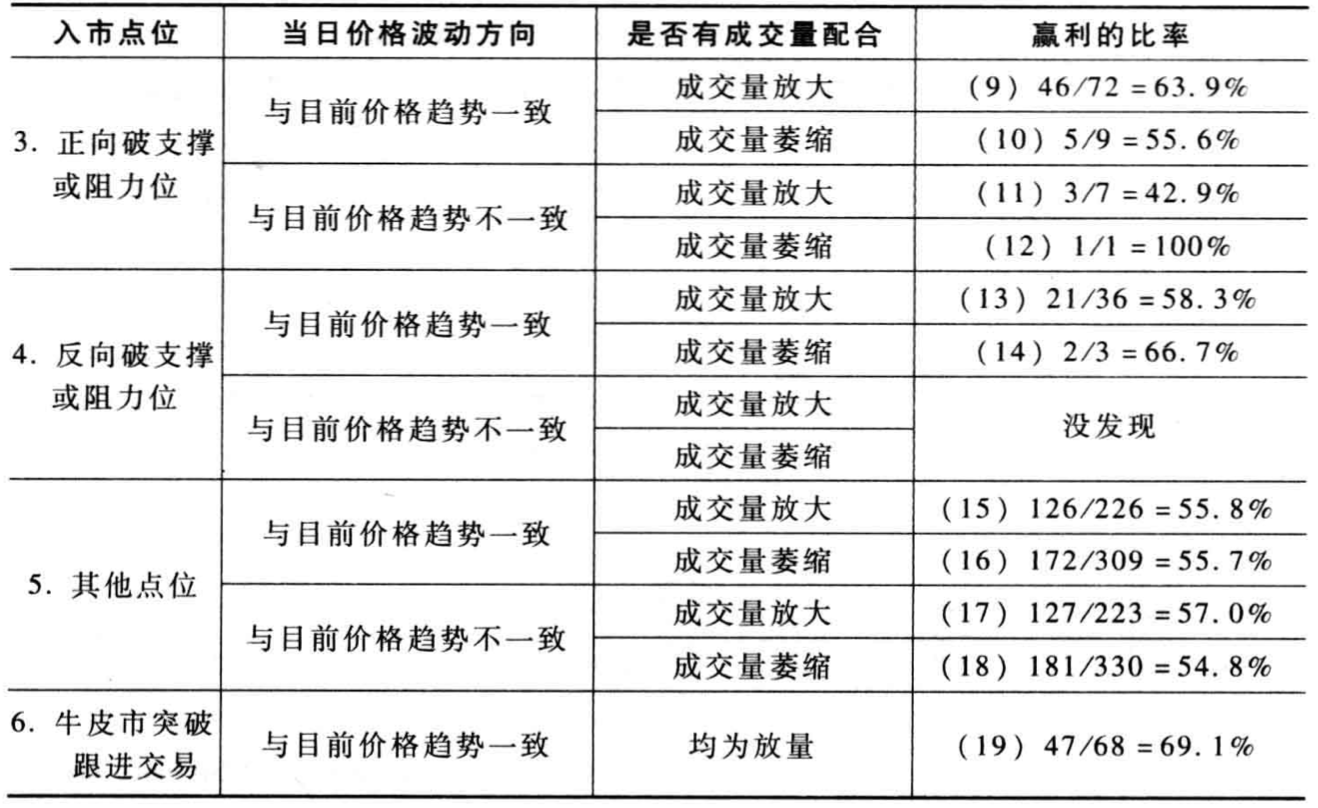 入市点位 当日价格波动方向 是否有成交量配合 赢利的比率
3. 正向破支撑
或阻力位
与目前价格趋势一致
成交量放大 (9) 46/72 = 63.9%
成交量萎缩 (10) 5/9 = 55.6%
与目前价格趋势不一致
成交量放大 (11) 3/7 = 42.9%
成交量萎缩 (12) 1/1 = 100%
4. 反向破支撑
或阻力位
与目前价格趋势一致
成交量放大 (13) 21/36 = 58.3%
成交量萎缩 (14) 2/3 = 66.7%
与目前价格趋势不一致
成交量放大
成交量萎缩
没发现
5. 其他点位
与目前价格趋势一致
成交量放大 (15) 126/226 = 55.8%
成交量萎缩 (16) 172/309 = 55.7%
与目前价格趋势不一致
成交量放大 (17) 127/223 = 57.0%
成交量萎缩 (18) 181/330 = 54.8%
6. 牛皮市突破
跟进交易
与目前价格趋势一致 均为放量 (19) 47/68 = 69.1%